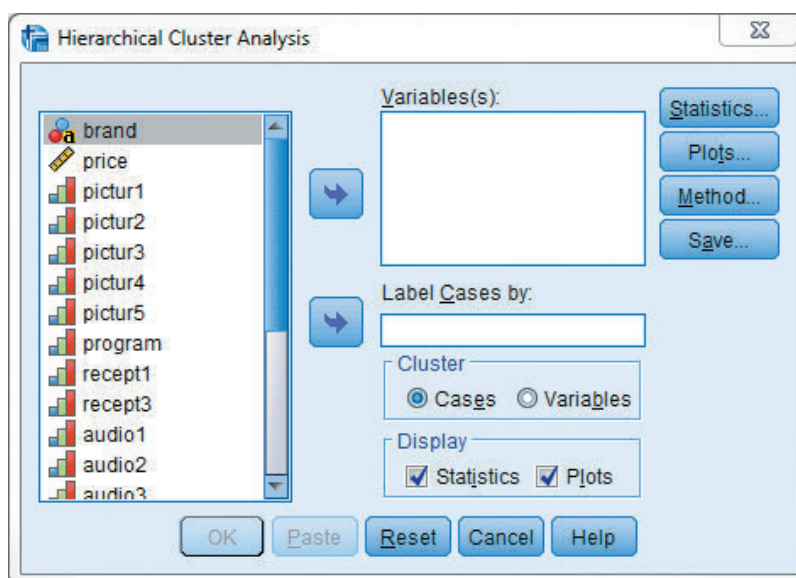 Hierarchical Cluster Analysis
brand
price
pictur1
pictur2
pictur3
pictur4
pictur5
program
recept1
recept3
audio1
audio2
audio3
Variables(s):
Statistics...
Plots...
Method...
Save...
Label Cases by:
Cluster
Cases Variables
Display
Statistics Plots
OK Paste Reset Cancel Help